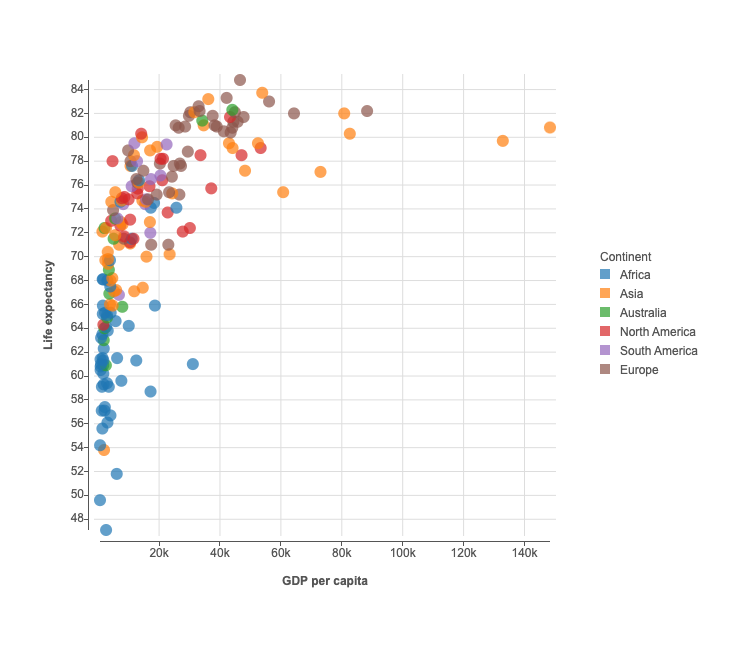 84
82
80
78
76
74
72
70
68
66
64
62
60
58
56
54
52
50
48
Life expectancy
20k 40k 60k 80k 100k 120k 140k
GDP per capita
Continent
Africa
Asia
Australia
North America
South America
Europe